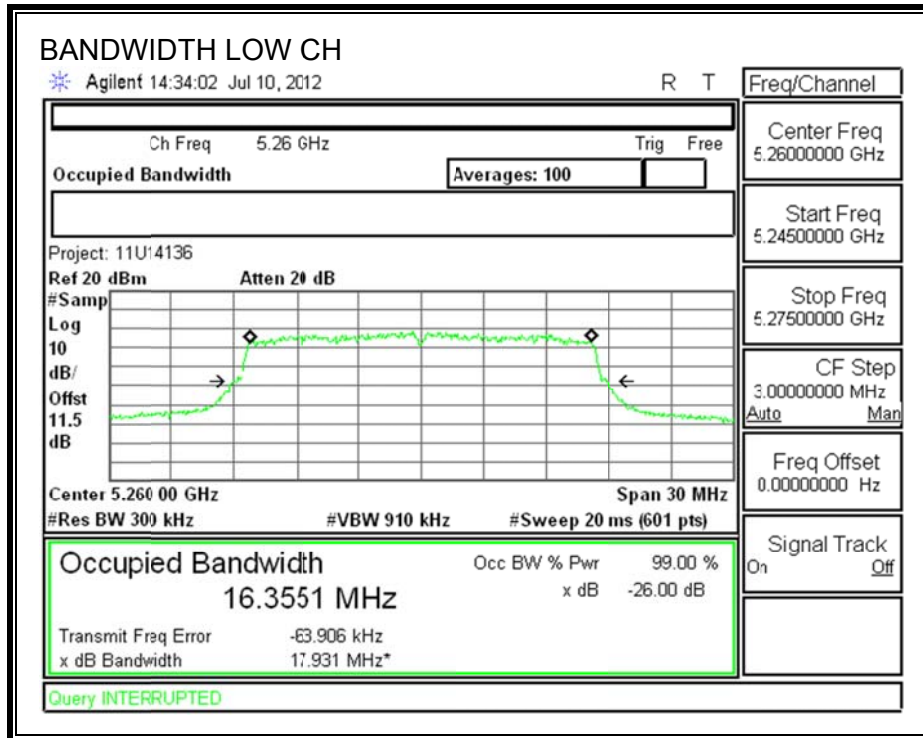 BANDWIDTH LOW CH
Agilent 14:34:02 Jul 10, 2012 R T
Freq/Channel
Ch Freq 5.26 GHz Trig Free
Occupied Bandwidth Averages: 100
Center Freq
5.26000000 GHz
Start Freq
5.24500000 GHz
Stop Freq
5.27500000 GHz
CF Step
3.00000000 MHz
Auto Man
Freq Offset
0.00000000 Hz
Signal Track
On Off
Project: 11U14136
Ref 20 dBm Atten 20 dB
#Samp
Log
10
dB/
Offst
11.5
dB
Center 5.260 00 GHz Span 30 MHz
#Res BW 300 kHz #VBW 910 kHz #Sweep 20 ms (601 pts)
Occupied Bandwidth Occ BW % Pwr 99.00 %
16.3551 MHz x dB -26.00 dB
Transmit Freq Error -63.906 kHz
x dB Bandwidth 17.931 MHz*
Query INTERRUPTED